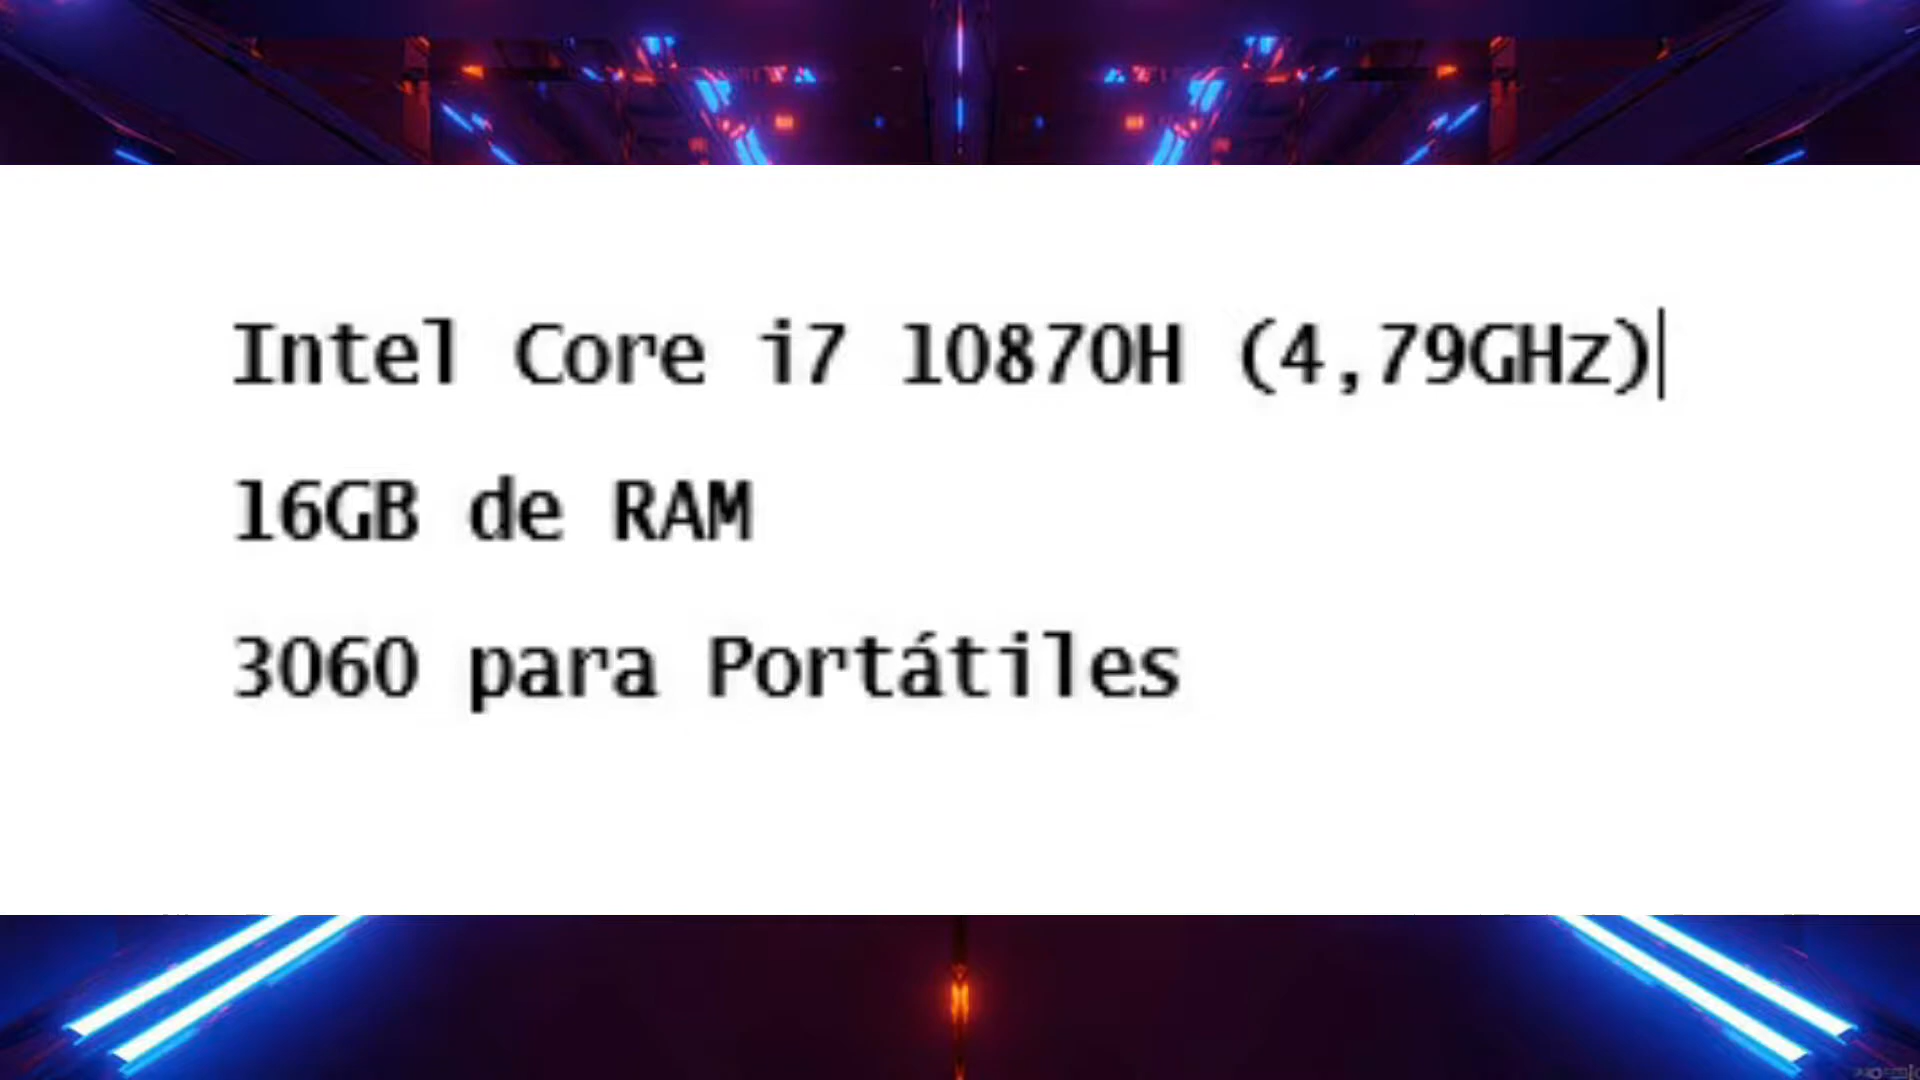 Intel Core i7 10870H (4,79GHz)
16GB de RAM
3060 para Portátiles